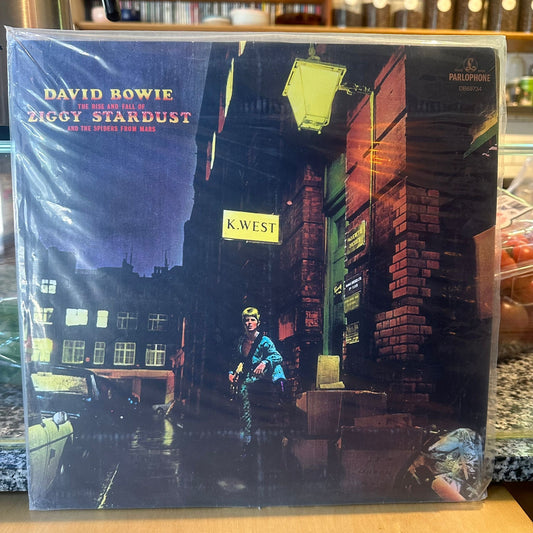 DAVID BOWIE
THE RISE AND FALL OF
ZIGGY STARDUST
AND THE SPIDERS FROM MARS
PARLOPHONE
DB69734
K.WEST